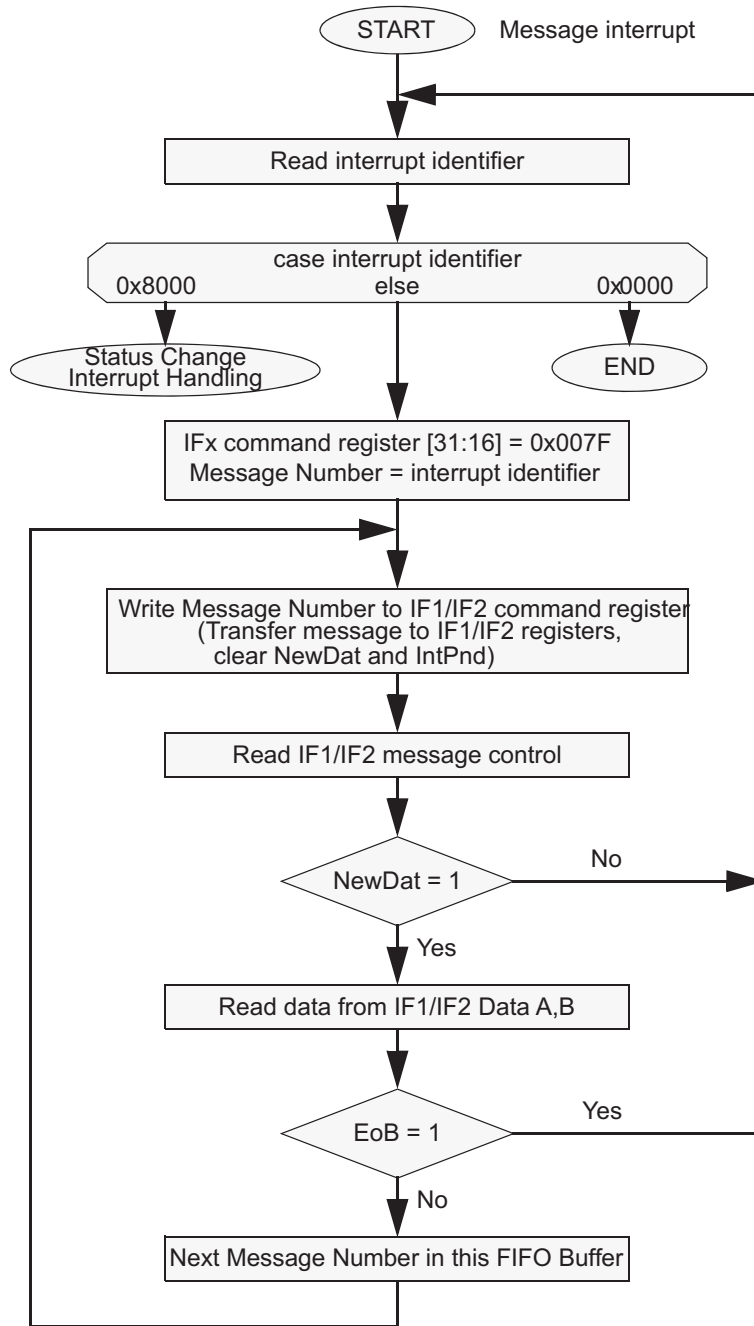 START
Message interrupt
Read interrupt identifier
case interrupt identifier
0x8000
else
0x0000
Status Change
Interrupt Handling
END
IFx command register [31:16] = 0x007F
Message Number = interrupt identifier
Write Message Number to IF1/IF2 command register
(Transfer message to IF1/IF2 registers,
clear NewDat and IntPnd)
Read IF1/IF2 message control
NewDat = 1
No
Yes
Read data from IF1/IF2 Data A,B
EoB = 1
Yes
No
Next Message Number in this FIFO Buffer